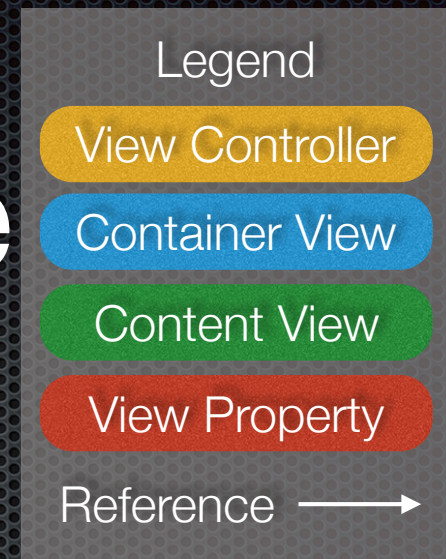 Legend
View Controller
e
Container View
Content View
View Property
Reference